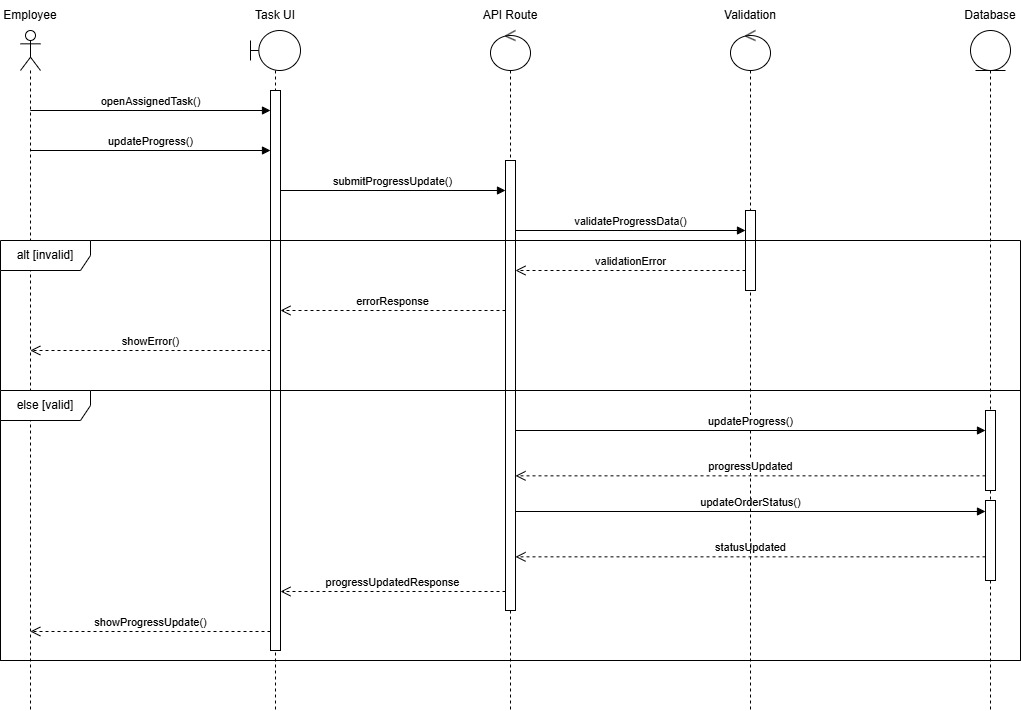 Employee
Task UI
API Route
Validation
Database
openAssignedTask()
updateProgress()
submitProgressUpdate()
validateProgressData()
alt [invalid]
validationError
errorResponse
showError()
else [valid]
updateProgress()
progressUpdated
updateOrderStatus()
statusUpdated
progressUpdatedResponse
showProgressUpdate()